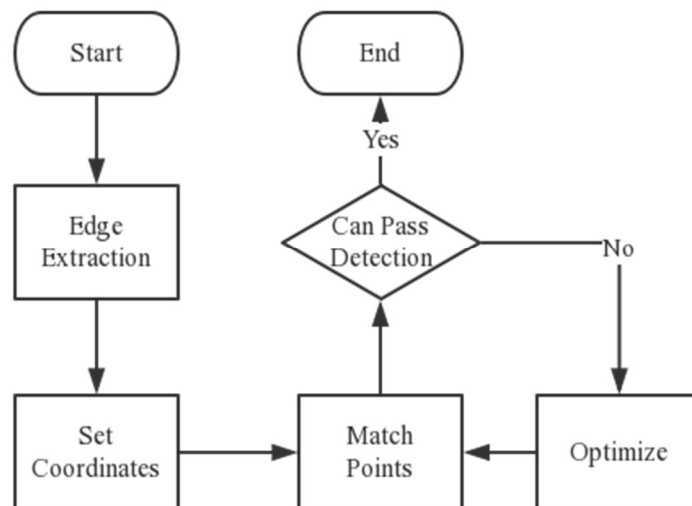 Start
End
Yes
Edge
Extraction
Can Pass
Detection
No
Set
Coordinates
Match
Points
Optimize